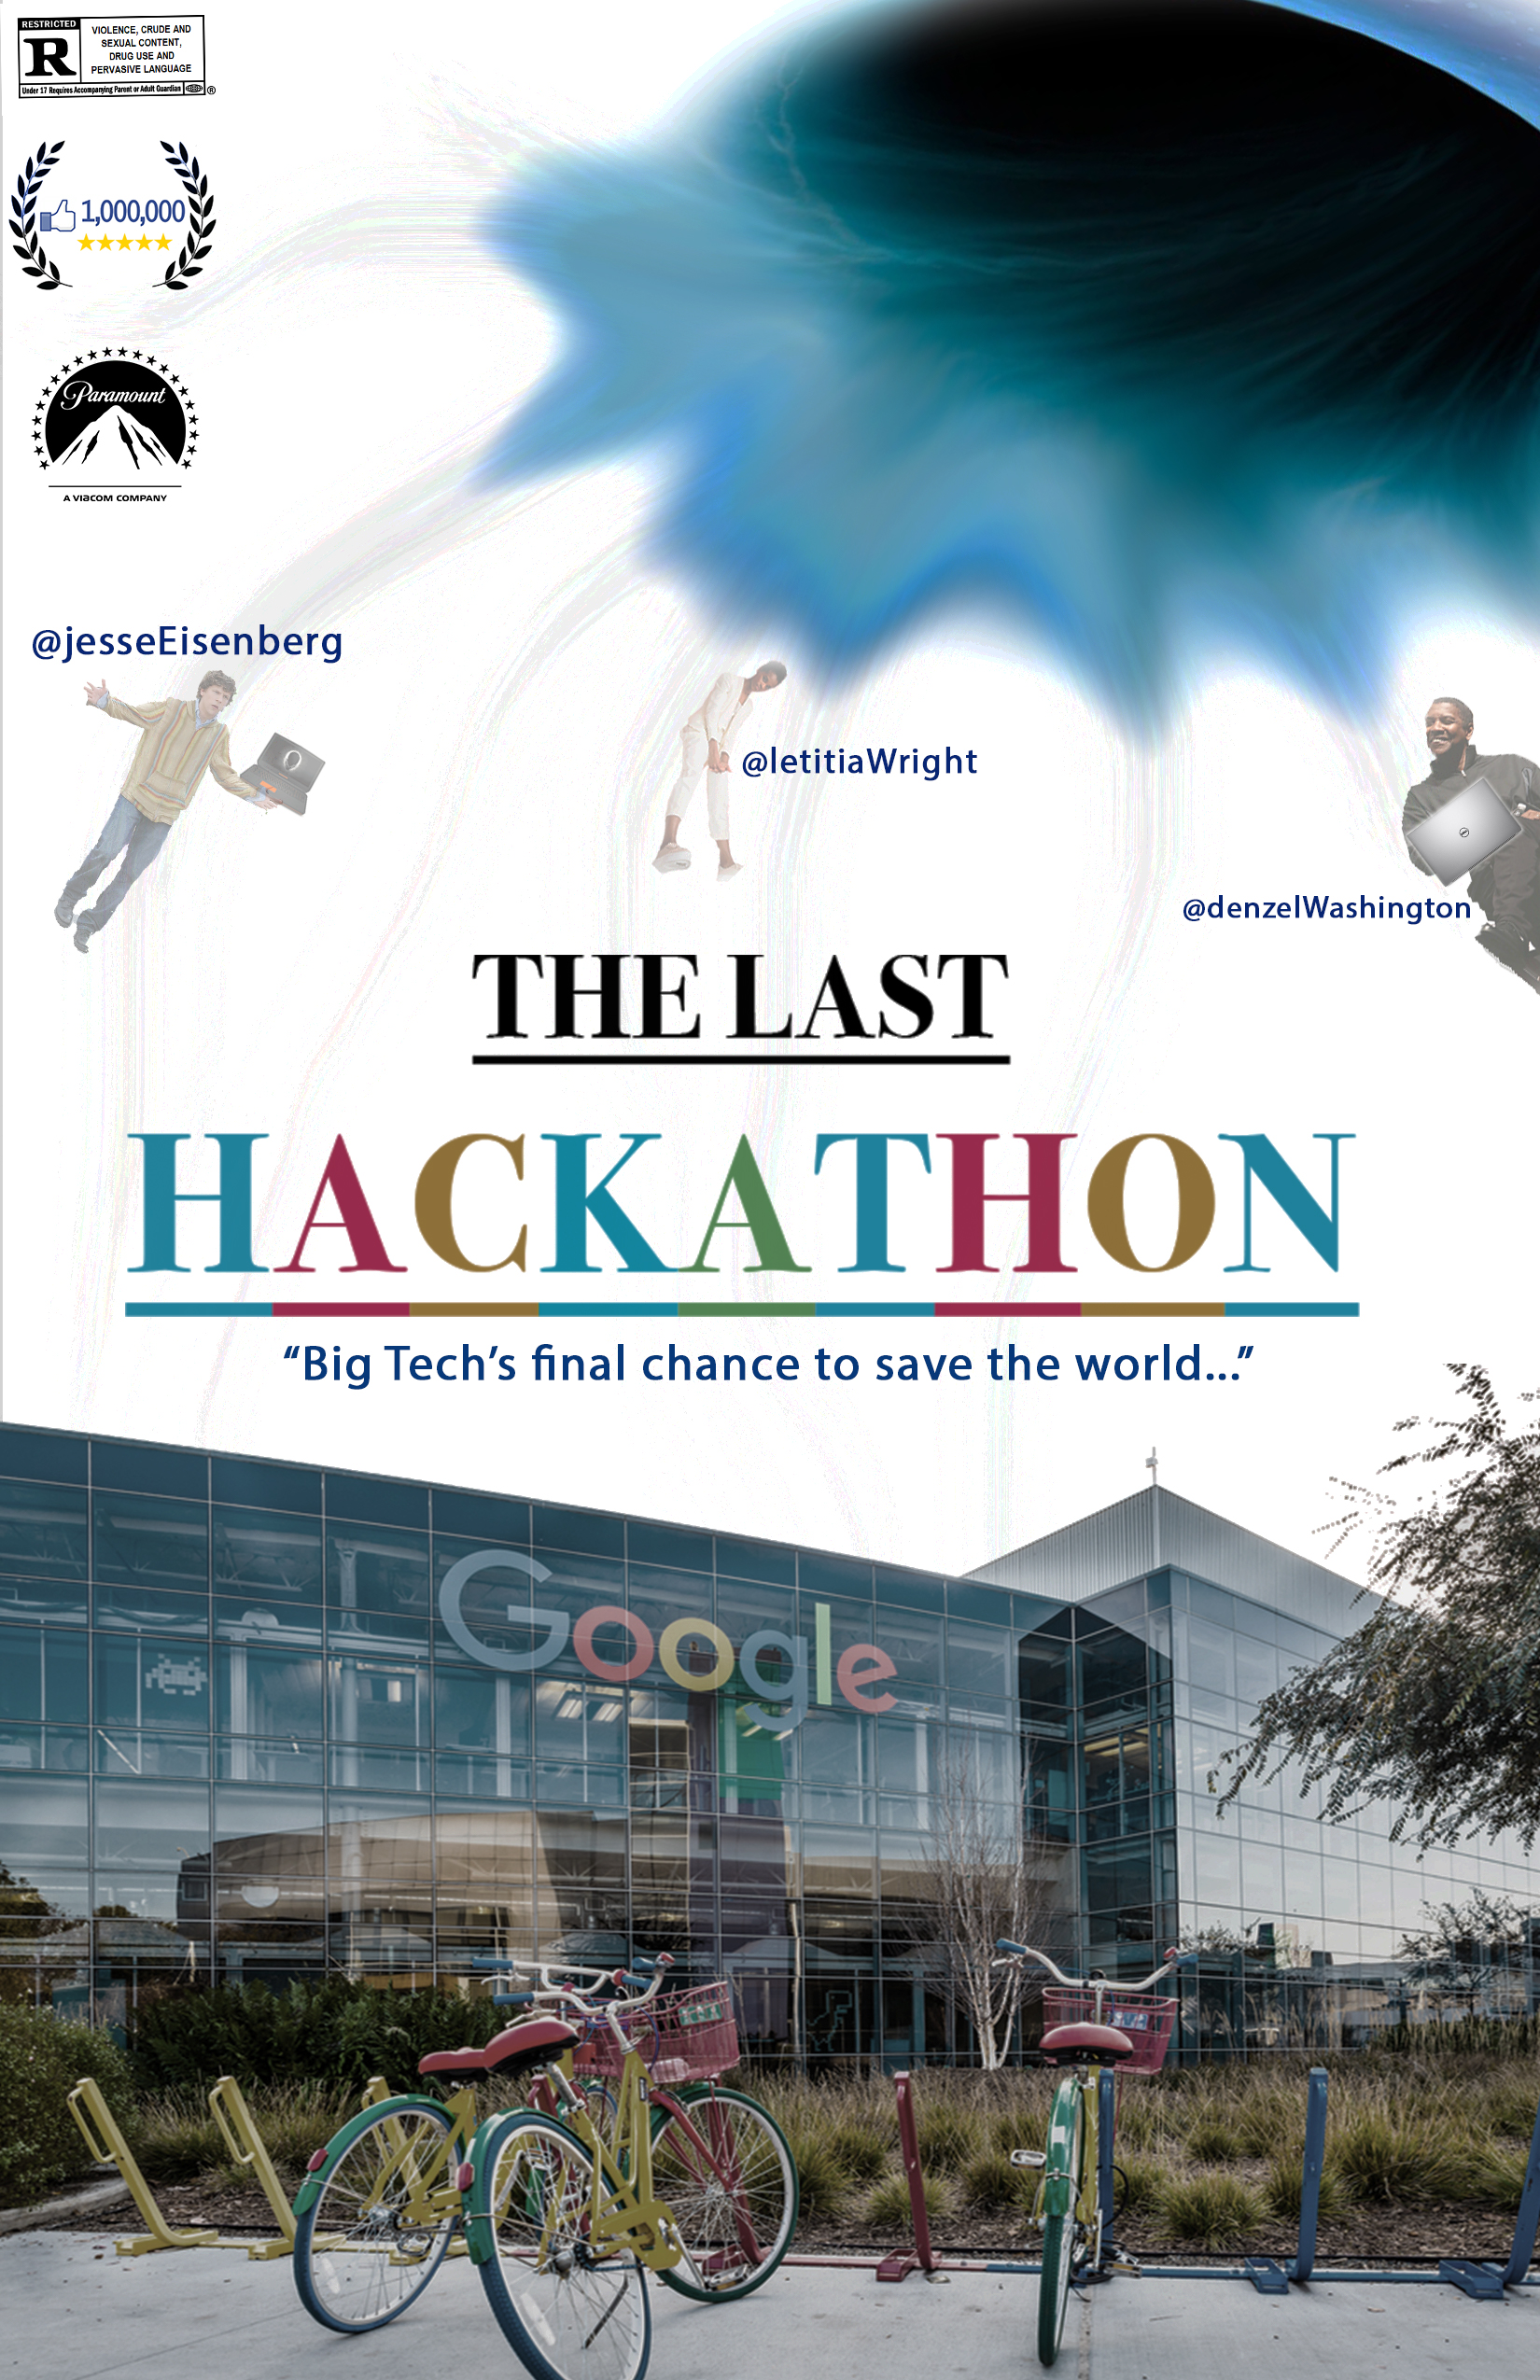 RESTRICTED
R
VIOLENCE, CRUDE AND
SEXUAL CONTENT,
DRUG USE AND
PERVASIVE LANGUAGE
Under 17 Requires Accompanying Parent or Adult Guardian
®
1,000,000
Paramount
A VIACOM COMPANY
@jesseEisenberg
@letitiaWright
@denzelWashington
THE LAST
HACKATHON
“Big Tech’s final chance to save the world...”
Google